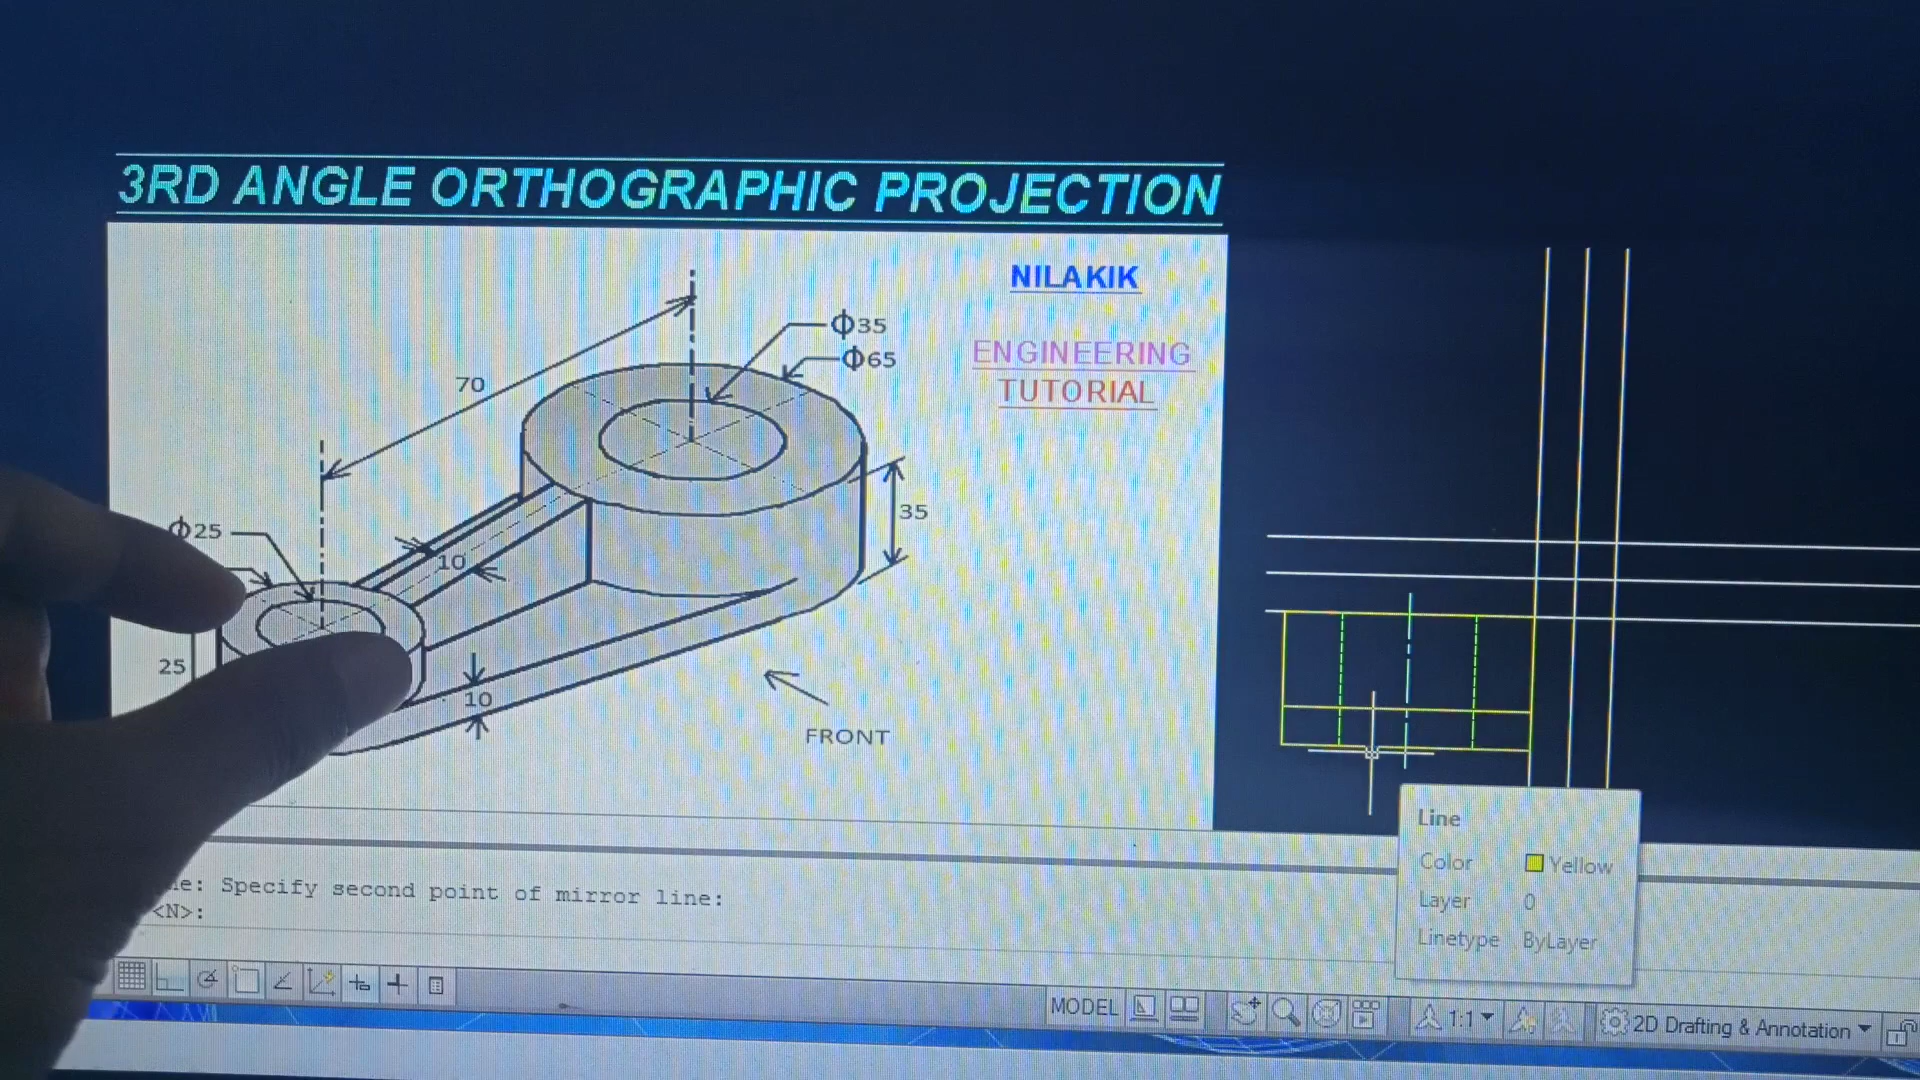 3RD ANGLE ORTHOGRAPHIC PROJECTION
NILAKIK
ENGINEERING
TUTORIAL
Φ35
Φ65
70
35
Φ25
10
25
10
FRONT
Line
Color Yellow
Layer 0
Linetype ByLayer
Specify second point of mirror line:
<N>:
MODEL
1:1
2D Drafting & Annotation